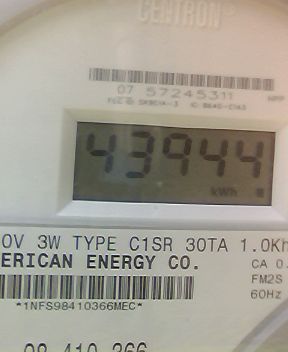 CENTRON®
07 57245311
43944
kWh
0V 3W TYPE C1SR 30TA 1.0Kh
ERICAN ENERGY CO.
CA 0.
FM2S
60Hz
*1NFS98410366MEC*
98 410 366